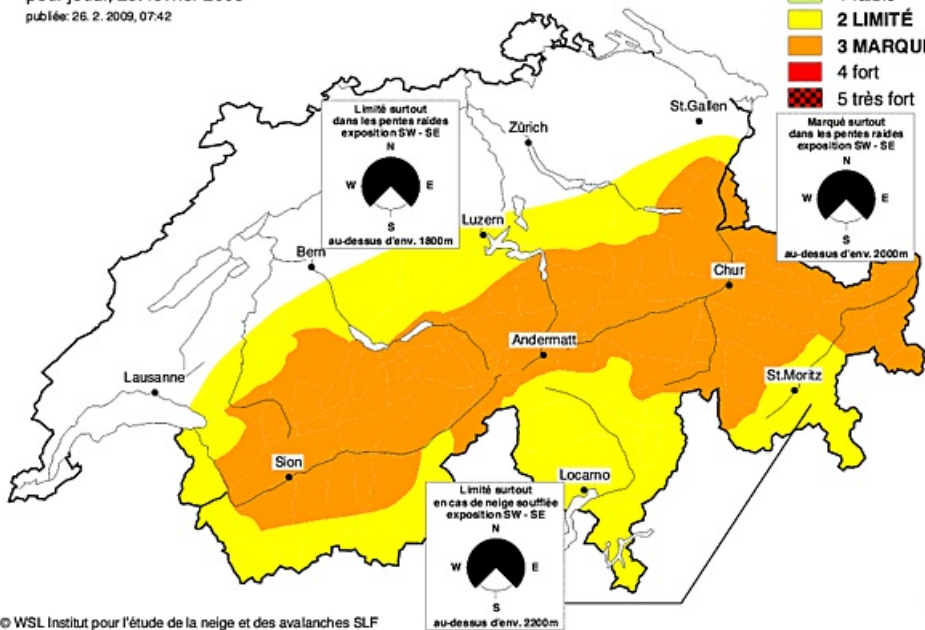 publiée: 26. 2. 2009, 07:42
2 LIMITÉ
4 fort
5 très fort
Limité surtout
dans les pentes raides
exposition SW - SE
N
W E
S
au-dessus d'env. 1800m
Marqué surtout
dans les pentes raides
exposition SW - SE
N
W E
S
au-dessus d'env. 2000m
St.Gallen
Zürich
Luzern
Bern
Chur
Andermatt
Lausanne
St.Moritz
Sion
Locarno
Limité surtout
en cas de neige soufflée
exposition SW - SE
N
W E
S
au-dessus d'env. 2200m
© WSL Institut pour l'étude de la neige et des avalanches SLF